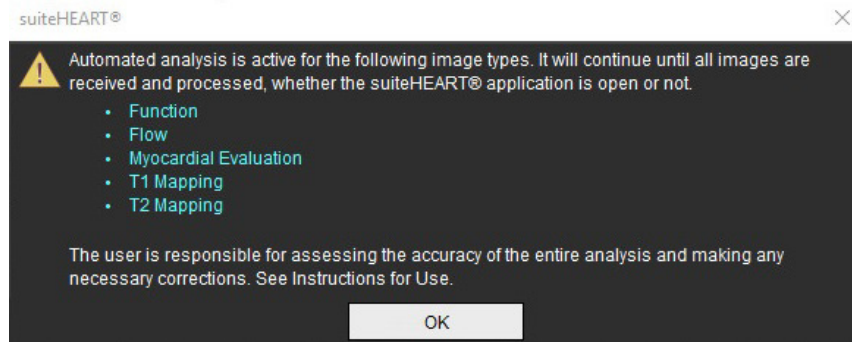 suiteHEART®
Automated analysis is active for the following image types. It will continue until all images are
received and processed, whether the suiteHEART® application is open or not.
• Function
• Flow
• Myocardial Evaluation
• T1 Mapping
• T2 Mapping
The user is responsible for assessing the accuracy of the entire analysis and making any
necessary corrections. See Instructions for Use.
OK